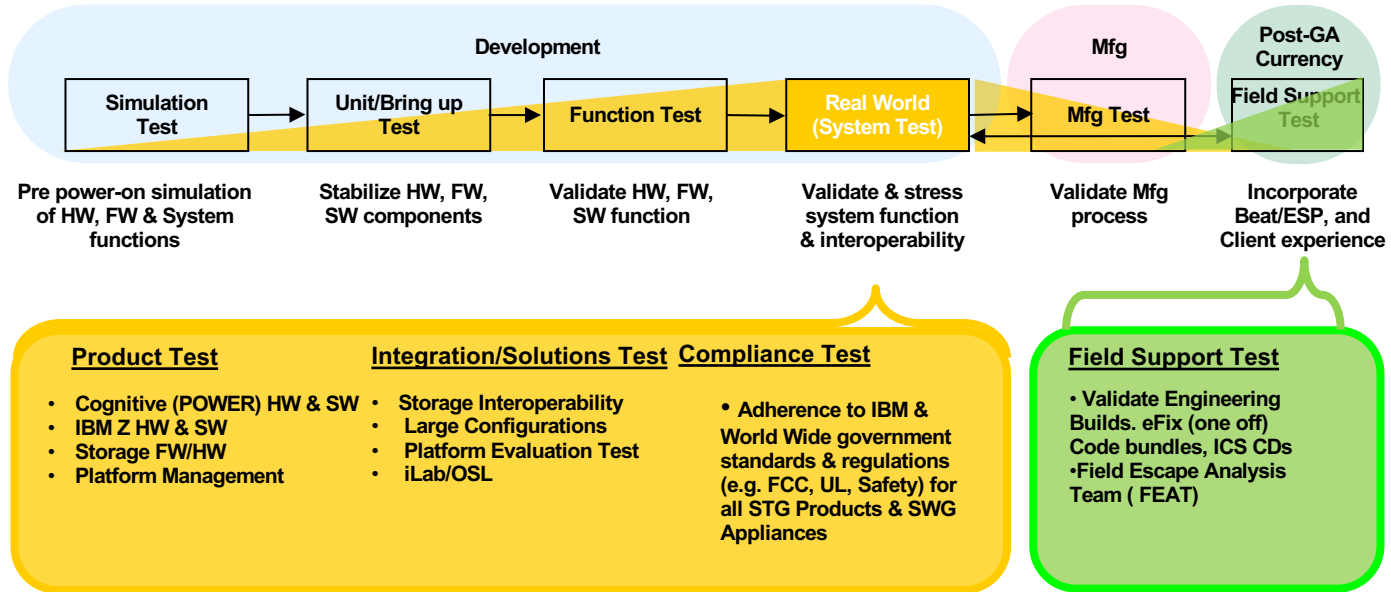 Development
Mfg
Post-GA
Currency
Simulation
Test
Unit/Bring up
Test
Function Test
Real World
(System Test)
Mfg Test
Field Support
Test
Pre power-on simulation
of HW, FW & System
functions
Stabilize HW, FW,
SW components
Validate HW, FW,
SW function
Validate & stress
system function
& interoperability
Validate Mfg
process
Incorporate
Beat/ESP, and
Client experience
Product Test
• Cognitive (POWER) HW & SW
• IBM Z HW & SW
• Storage FW/HW
• Platform Management
Integration/Solutions Test
• Storage Interoperability
• Large Configurations
• Platform Evaluation Test
• iLab/OSL
Compliance Test
• Adherence to IBM &
World Wide government
standards & regulations
(e.g. FCC, UL, Safety) for
all STG Products & SWG
Appliances
Field Support Test
• Validate Engineering
Builds. eFix (one off)
Code bundles, ICS CDs
•Field Escape Analysis
Team ( FEAT)